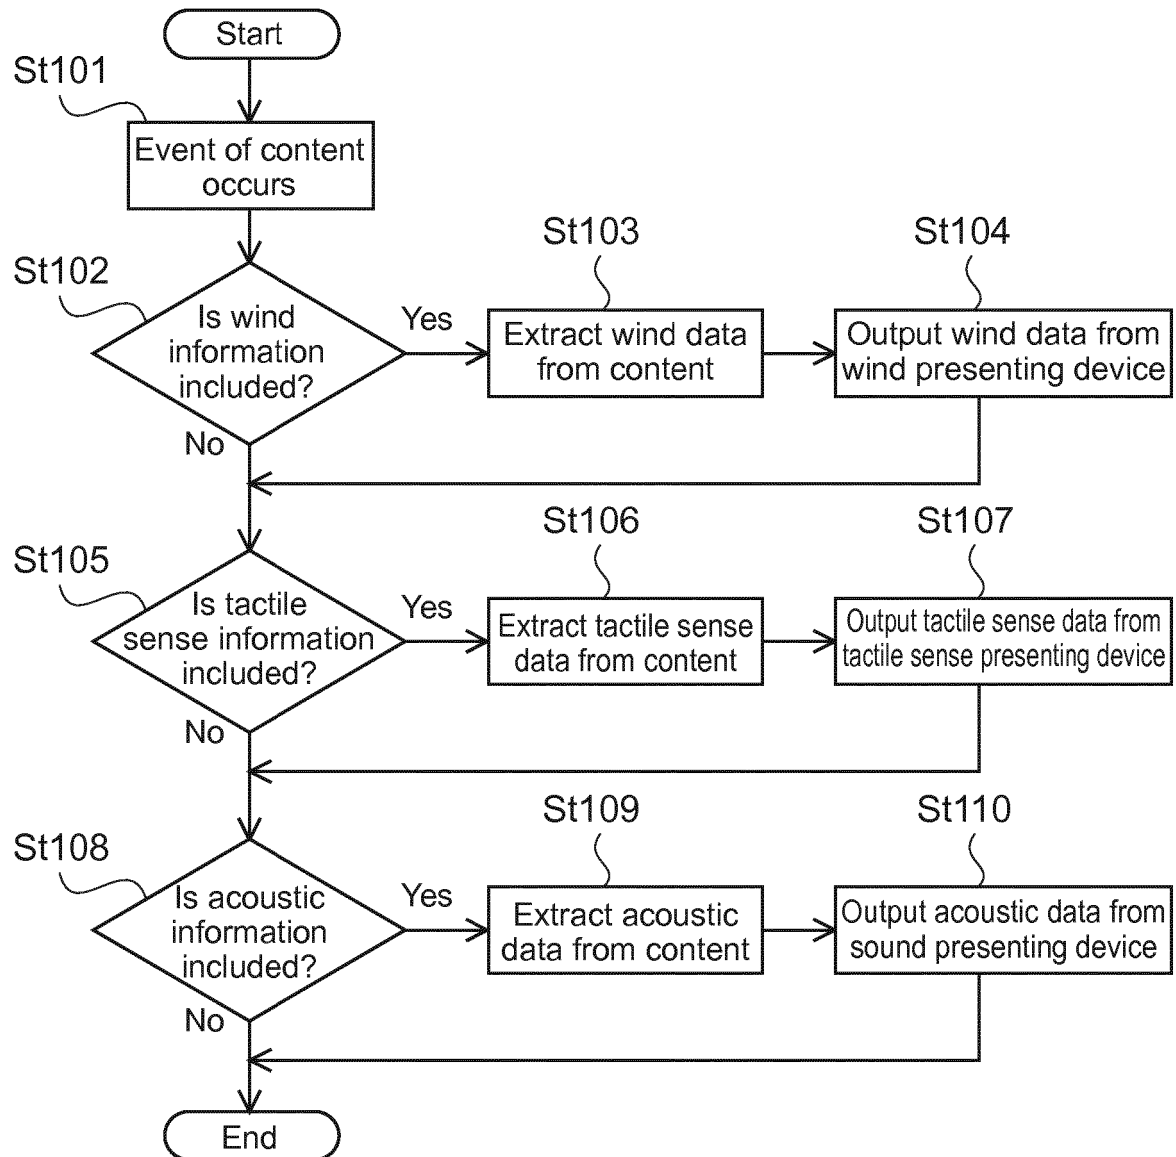 Start
St101
Event of content
occurs
St102
Is wind
information
included?
Yes
No
St103
Extract wind data
from content
St104
Output wind data from
wind presenting device
St105
Is tactile
sense information
included?
Yes
No
St106
Extract tactile sense
data from content
St107
Output tactile sense data from
tactile sense presenting device
St108
Is acoustic
information
included?
Yes
No
St109
Extract acoustic
data from content
St110
Output acoustic data from
sound presenting device
End